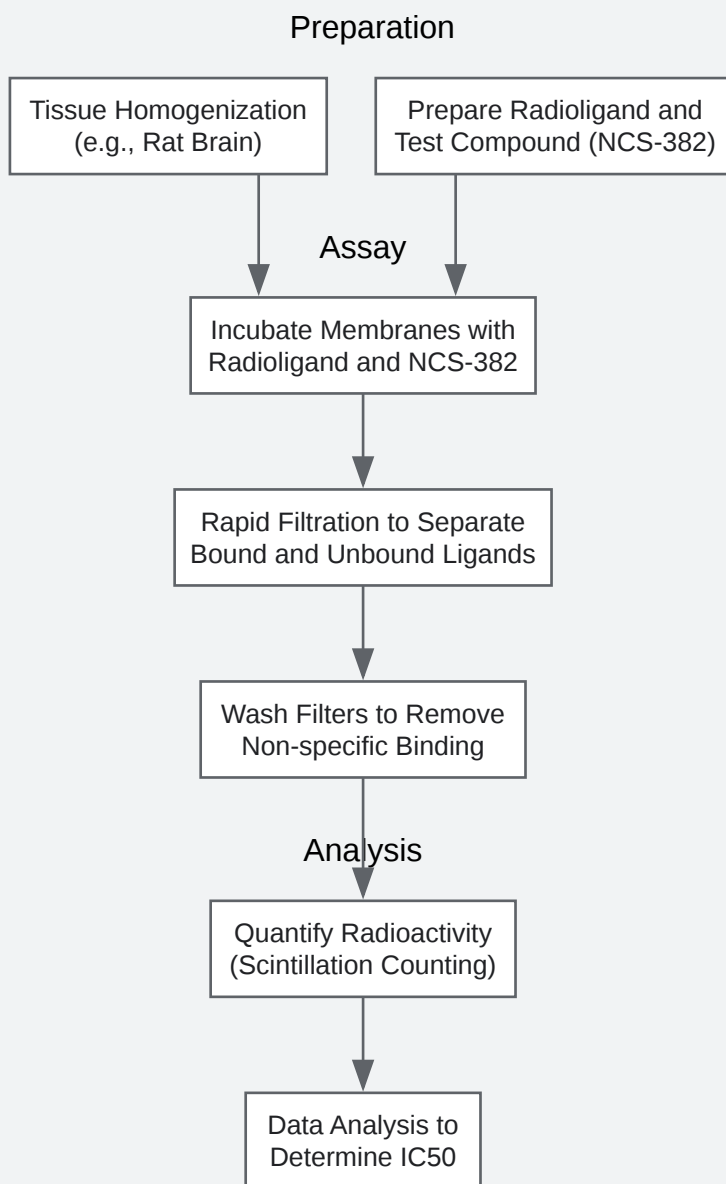 Preparation
Tissue Homogenization
(e.g., Rat Brain)
Prepare Radioligand and
Test Compound (NCS-382)
Assay
Incubate Membranes with
Radioligand and NCS-382
Rapid Filtration to Separate
Bound and Unbound Ligands
Wash Filters to Remove
Non-specific Binding
Analysis
Quantify Radioactivity
(Scintillation Counting)
Data Analysis to
Determine IC50